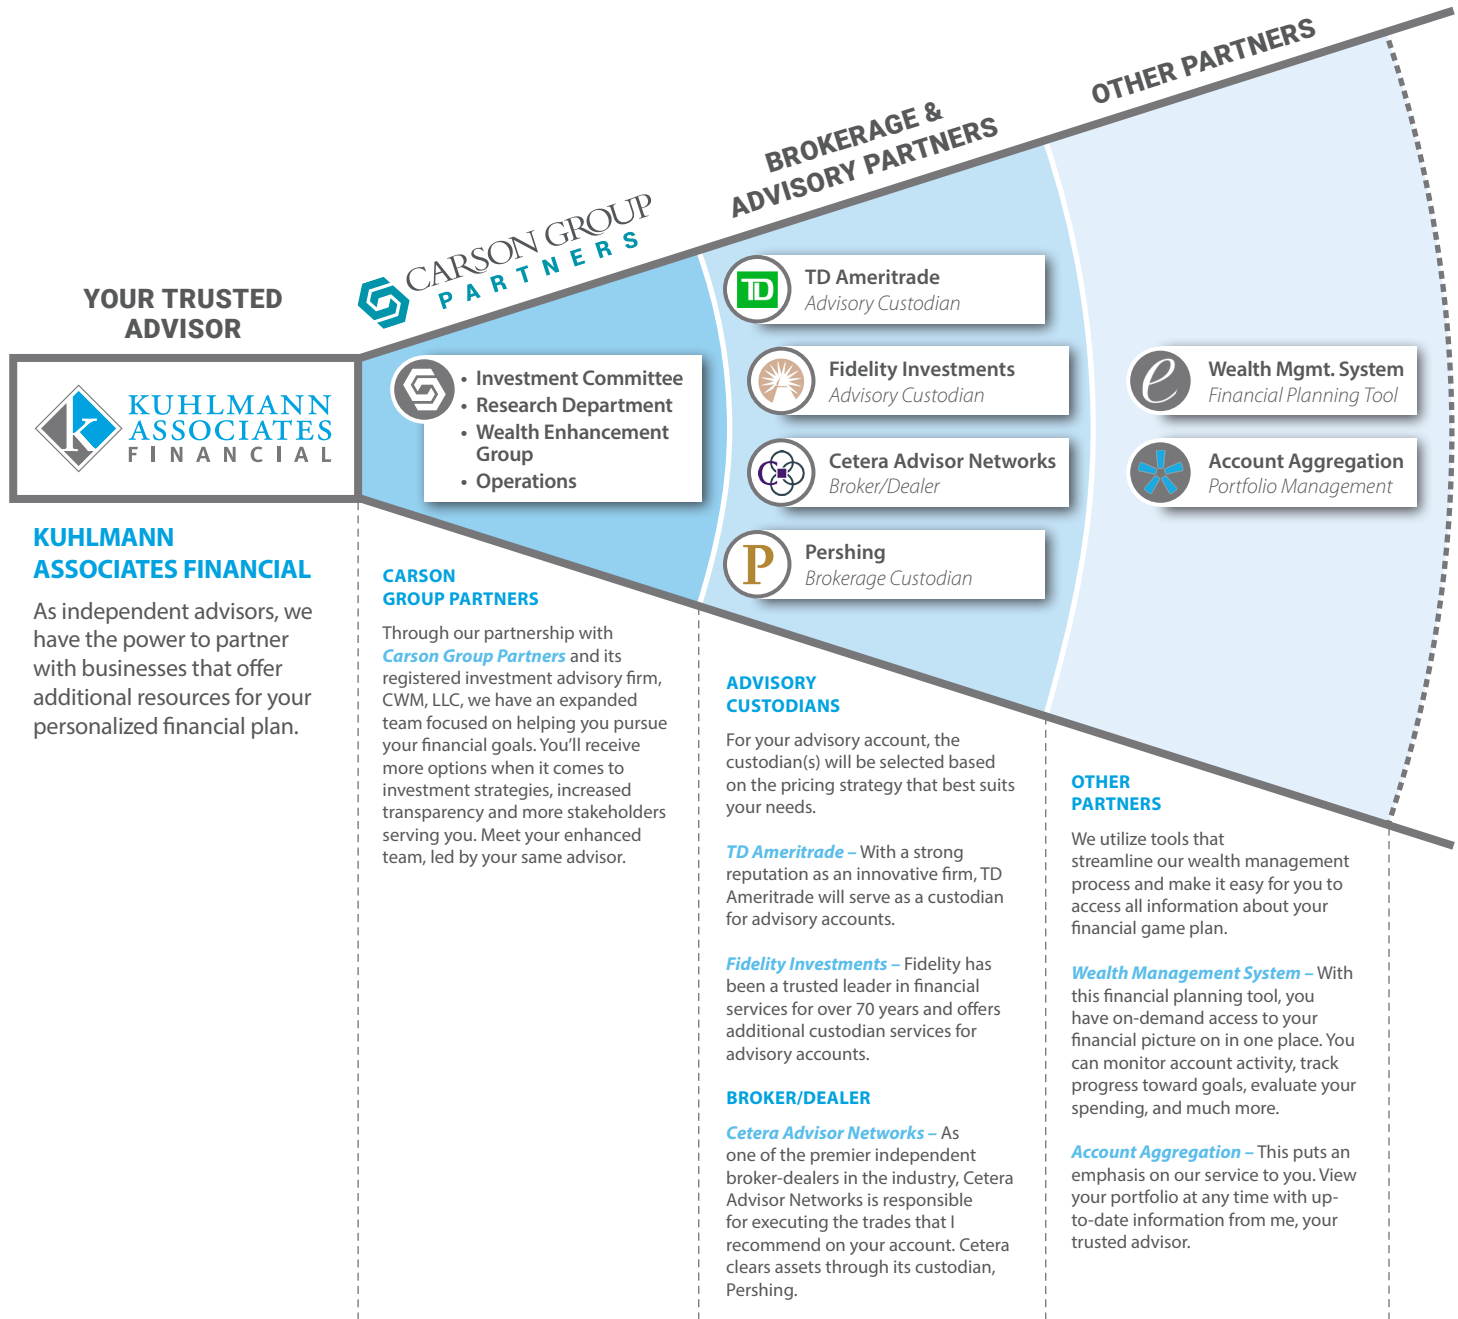 OTHER PARTNERS
BROKERAGE &
ADVISORY PARTNERS
CARSON GROUP
PARTNERS
YOUR TRUSTED
ADVISOR
k
KUHLMANN
ASSOCIATES
FINANCIAL
• Investment Committee
• Research Department
• Wealth Enhancement
Group
• Operations
TD
TD Ameritrade
Advisory Custodian
Fidelity Investments
Advisory Custodian
C
Cetera Advisor Networks
Broker/Dealer
P
Pershing
Brokerage Custodian
e
Wealth Mgmt. System
Financial Planning Tool
Account Aggregation
Portfolio Management
KUHLMANN
ASSOCIATES FINANCIAL
As independent advisors, we
have the power to partner
with businesses that offer
additional resources for your
personalized financial plan.
CARSON
GROUP PARTNERS
Through our partnership with
Carson Group Partners and its
registered investment advisory firm,
CWM, LLC, we have an expanded
team focused on helping you pursue
your financial goals. You'll receive
more options when it comes to
investment strategies, increased
transparency and more stakeholders
serving you. Meet your enhanced
team, led by your same advisor.
ADVISORY
CUSTODIANS
For your advisory account, the
custodian(s) will be selected based
on the pricing strategy that best suits
your needs.
TD Ameritrade – With a strong
reputation as an innovative firm, TD
Ameritrade will serve as a custodian
for advisory accounts.
Fidelity Investments – Fidelity has
been a trusted leader in financial
services for over 70 years and offers
additional custodian services for
advisory accounts.
BROKER/DEALER
Cetera Advisor Networks – As
one of the premier independent
broker-dealers in the industry, Cetera
Advisor Networks is responsible
for executing the trades that I
recommend on your account. Cetera
clears assets through its custodian,
Pershing.
OTHER
PARTNERS
We utilize tools that
streamline our wealth management
process and make it easy for you to
access all information about your
financial game plan.
Wealth Management System – With
this financial planning tool, you
have on-demand access to your
financial picture on in one place. You
can monitor account activity, track
progress toward goals, evaluate your
spending, and much more.
Account Aggregation – This puts an
emphasis on our service to you. View
your portfolio at any time with up-
to-date information from me, your
trusted advisor.